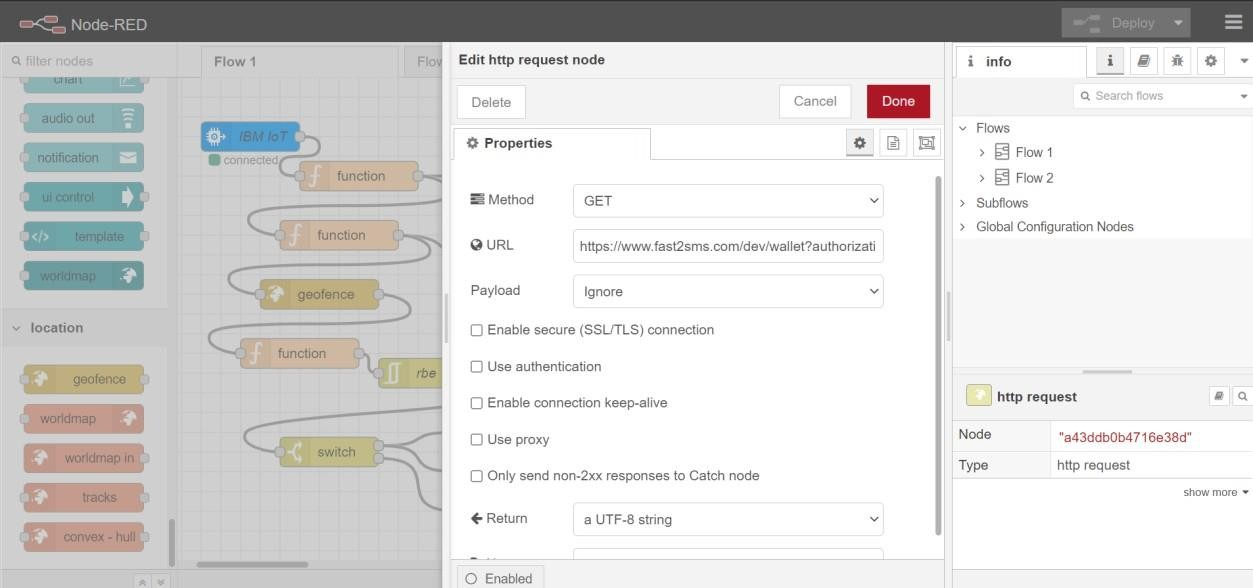 Node-RED
Deploy
filter nodes
chart
audio out
notification
ui control
template
worldmap
location
geofence
worldmap
worldmap in
tracks
convex - hull
Flow 1
Flow
IBM IoT
connected
function
function
geofence
function
rbe
switch
Edit http request node
Delete
Cancel
Done
Properties
Method
GET
URL
https://www.fast2sms.com/dev/wallet?authorizati
Payload
Ignore
Enable secure (SSL/TLS) connection
Use authentication
Enable connection keep-alive
Use proxy
Only send non-2xx responses to Catch node
Return
a UTF-8 string
Enabled
i info
i
Search flows
Flows
Flow 1
Flow 2
Subflows
Global Configuration Nodes
http request
Node "a43ddb0b4716e38d"
Type http request
show more